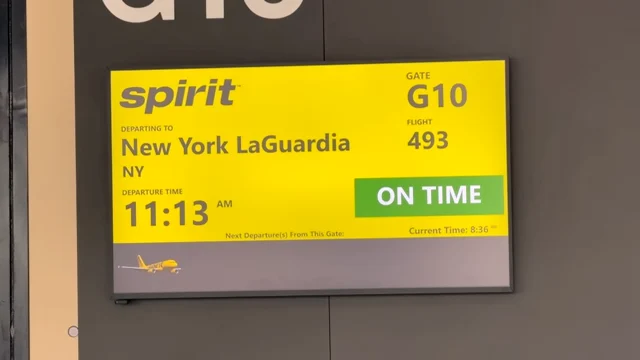 G10
spirit
GATE
G10
DEPARTING TO
FLIGHT
New York LaGuardia
493
NY
DEPARTURE TIME
11:13 AM
ON TIME
Next Departure(s) From This Gate:
Current Time: 8:36